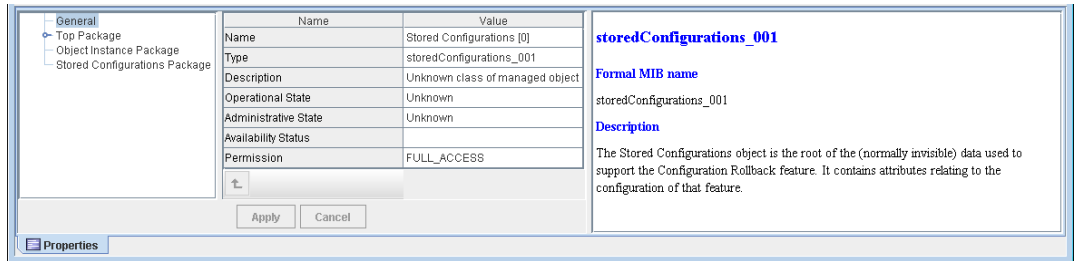 General
Top Package
Object Instance Package
Stored Configurations Package
Name Value
Name Stored Configurations [0]
Type storedConfigurations_001
Description Unknown class of managed object
Operational State Unknown
Administrative State Unknown
Availability Status
Permission FULL_ACCESS
Apply Cancel
storedConfigurations_001
Formal MIB name
storedConfigurations_001
Description
The Stored Configurations object is the root of the (normally invisible) data used to
support the Configuration Rollback feature. It contains attributes relating to the
configuration of that feature.
Properties